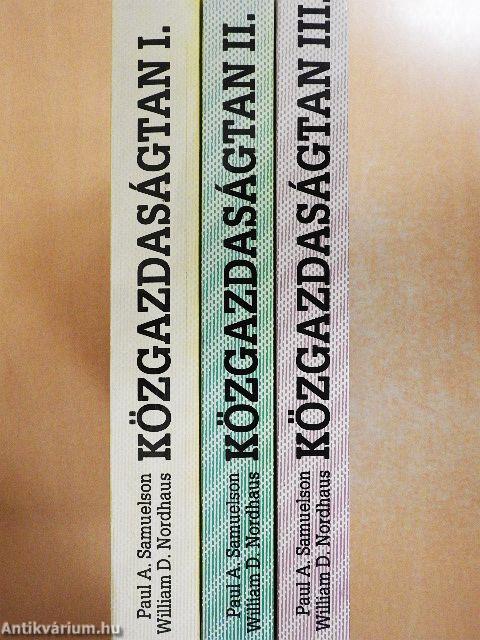 Paul A. Samuelson
William D. Nordhaus
KÖZGAZDASÁGTAN I.
Paul A. Samuelson
William D. Nordhaus
KÖZGAZDASÁGTAN II.
Paul A. Samuelson
William D. Nordhaus
KÖZGAZDASÁGTAN III.
Antikvárium.hu